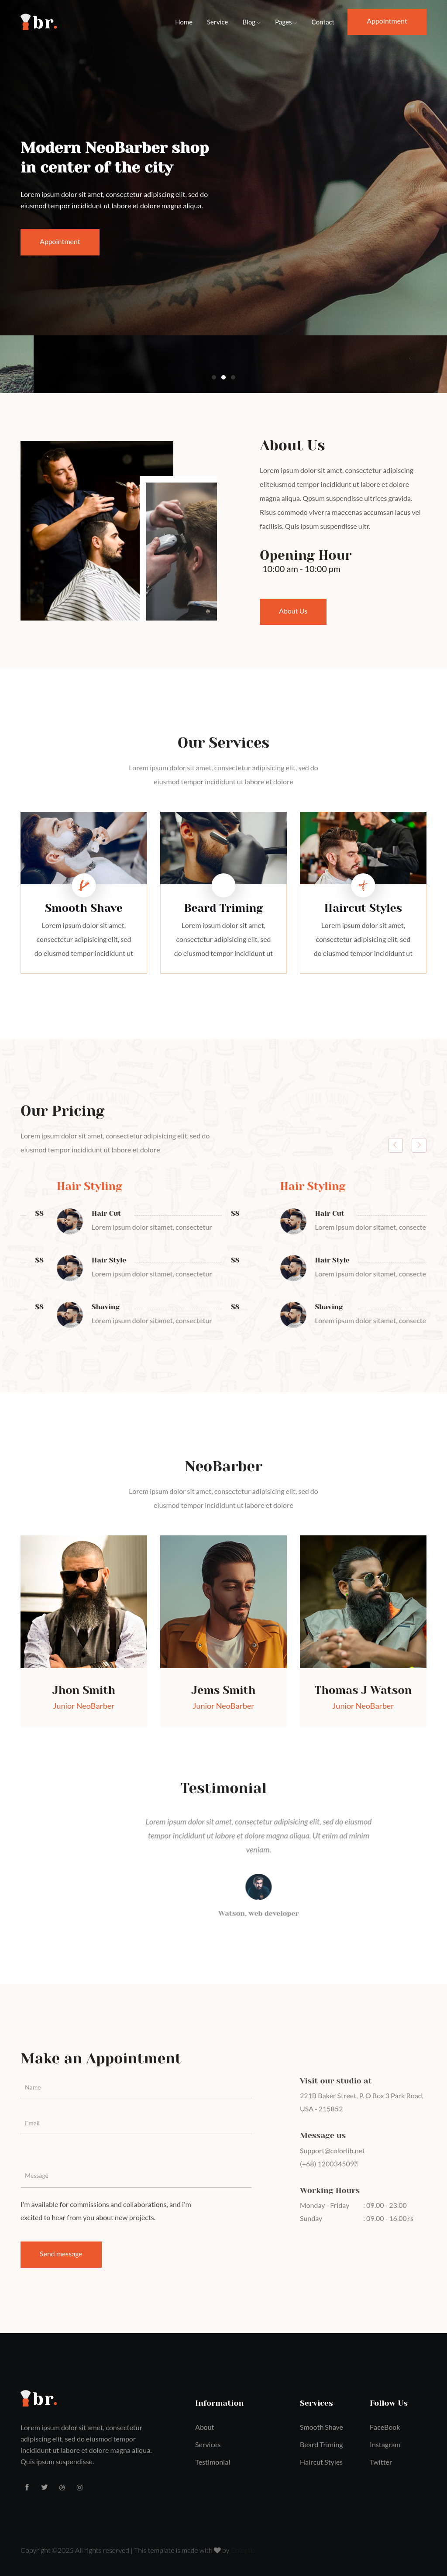 br.
Home Service Blog Pages Contact Appointment
Modern NeoBarber shop
in center of the city
Lorem ipsum dolor sit amet, consectetur adipiscing elit, sed do
eiusmod tempor incididunt ut labore et dolore magna aliqua.
Appointment
About Us
Lorem ipsum dolor sit amet, consectetur adipiscing
eliteiusmod tempor incididunt ut labore et dolore
magna aliqua. Qpsum suspendisse ultrices gravida.
Risus commodo viverra maecenas accumsan lacus vel
facilisis. Quis ipsum suspendisse ultr.
Opening Hour
10:00 am - 10:00 pm
About Us
Our Services
Lorem ipsum dolor sit amet, consectetur adipisicing elit, sed do
eiusmod tempor incididunt ut labore et dolore
Smooth Shave
Lorem ipsum dolor sit amet,
consectetur adipisicing elit, sed
do eiusmod tempor incididunt ut
Beard Triming
Lorem ipsum dolor sit amet,
consectetur adipisicing elit, sed
do eiusmod tempor incididunt ut
Haircut Styles
Lorem ipsum dolor sit amet,
consectetur adipisicing elit, sed
do eiusmod tempor incididunt ut
Our Pricing
Lorem ipsum dolor sit amet, consectetur adipisicing elit, sed do
eiusmod tempor incididunt ut labore et dolore
Hair Styling
$8 Hair Cut
Lorem ipsum dolor sitamet, consectetur
$8 Hair Style
Lorem ipsum dolor sitamet, consectetur
$8 Shaving
Lorem ipsum dolor sitamet, consectetur
Hair Styling
$8 Hair Cut
Lorem ipsum dolor sitamet, consecte
$8 Hair Style
Lorem ipsum dolor sitamet, consecte
$8 Shaving
Lorem ipsum dolor sitamet, consecte
NeoBarber
Lorem ipsum dolor sit amet, consectetur adipisicing elit, sed do
eiusmod tempor incididunt ut labore et dolore
Jhon Smith
Junior NeoBarber
Jems Smith
Junior NeoBarber
Thomas J Watson
Junior NeoBarber
Testimonial
Lorem ipsum dolor sit amet, consectetur adipisicing elit, sed do eiusmod
tempor incididunt ut labore et dolore magna aliqua. Ut enim ad minim
veniam.
Watson, web developer
Make an Appointment
Name
Email
Message
I'm available for commissions and collaborations, and i'm
excited to hear from you about new projects.
Send message
Visit our studio at
221B Baker Street, P. O Box 3 Park Road,
USA - 215852
Message us
Support@colorlib.net
(+68) 120034509
Working Hours
Monday - Friday : 09.00 - 23.00
Sunday : 09.00 - 16.00
br.
Lorem ipsum dolor sit amet, consectetur
adipiscing elit, sed do eiusmod tempor
incididunt ut labore et dolore magna aliqua.
Quis ipsum suspendisse.
Information
About
Services
Testimonial
Services
Smooth Shave
Beard Triming
Haircut Styles
Follow Us
FaceBook
Instagram
Twitter
Copyright ©2025 All rights reserved | This template is made with by